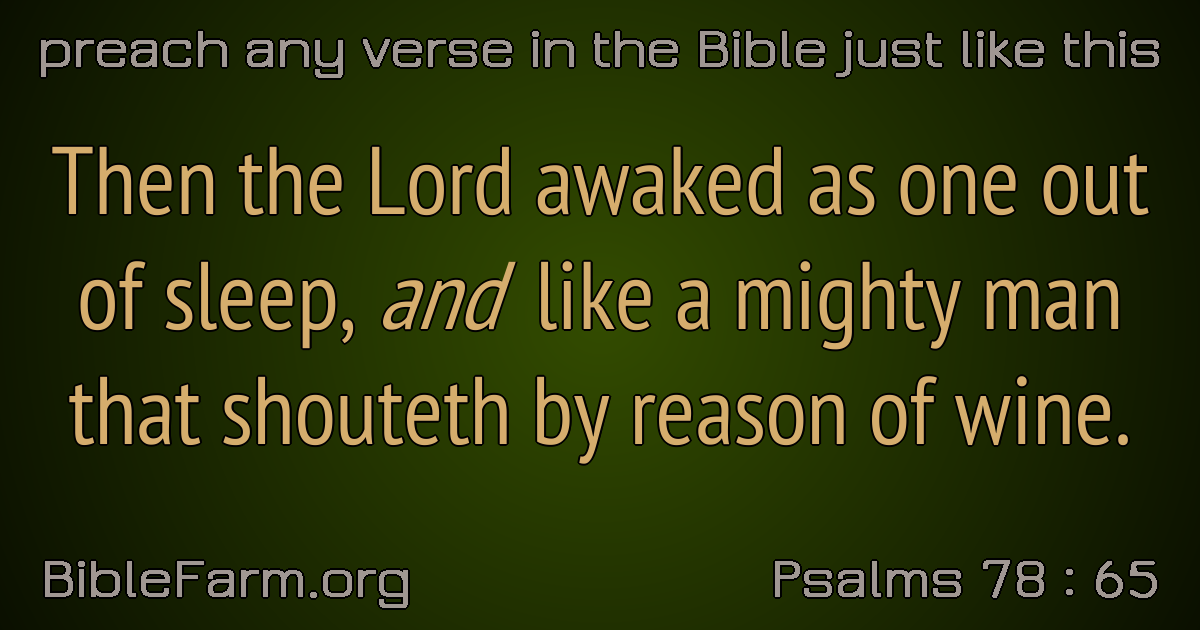 preach any verse in the Bible just like this
Then the Lord awaked as one out
of sleep, and like a mighty man
that shouteth by reason of wine.
BibleFarm.org
Psalms 78 : 65